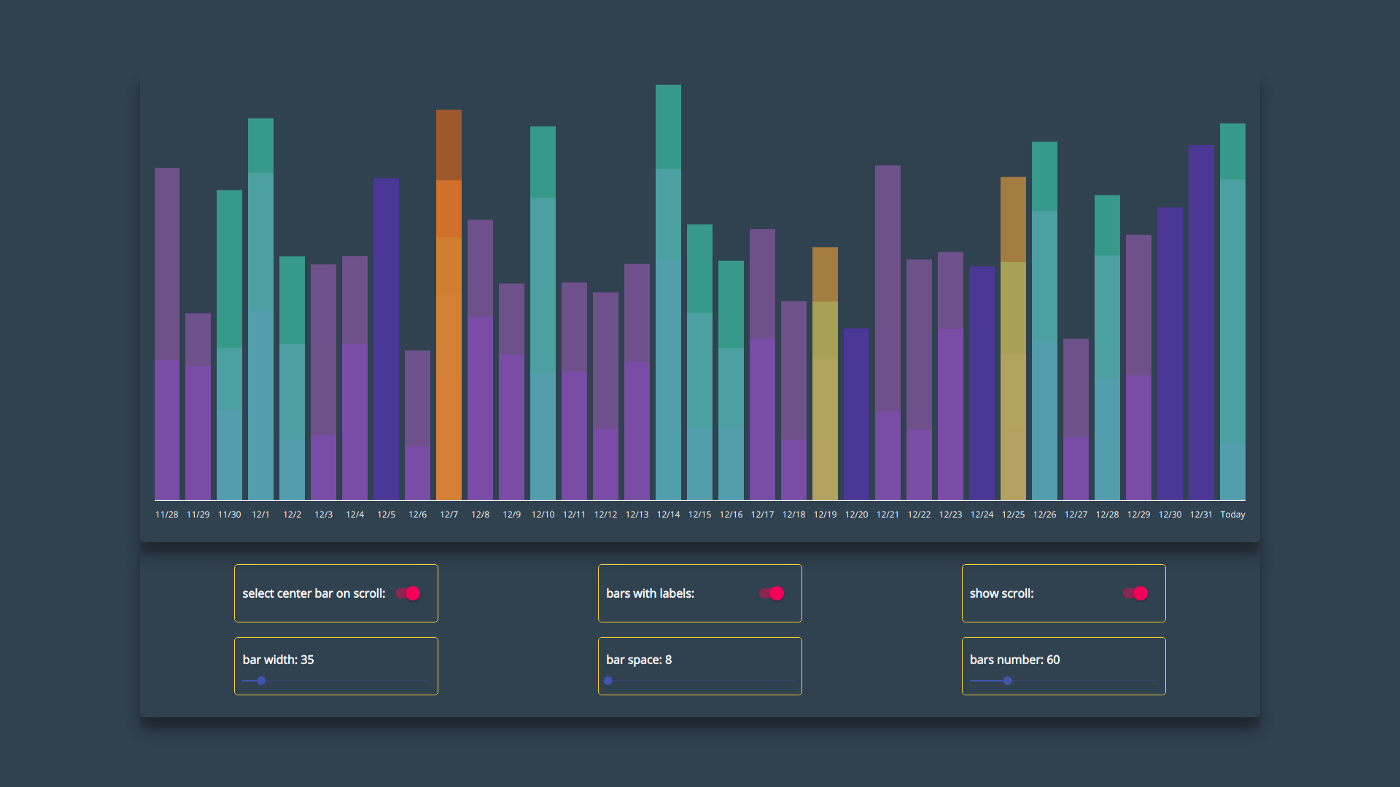 11/28 11/29 11/30 12/1 12/2 12/3 12/4 12/5 12/6 12/7 12/8 12/9 12/10 12/11 12/12 12/13 12/14 12/15 12/16 12/17 12/18 12/19 12/20 12/21 12/22 12/23 12/24 12/25 12/26 12/27 12/28 12/29 12/30 12/31 Today
select center bar on scroll: bars with labels: show scroll:
bar width: 35 bar space: 8 bars number: 60